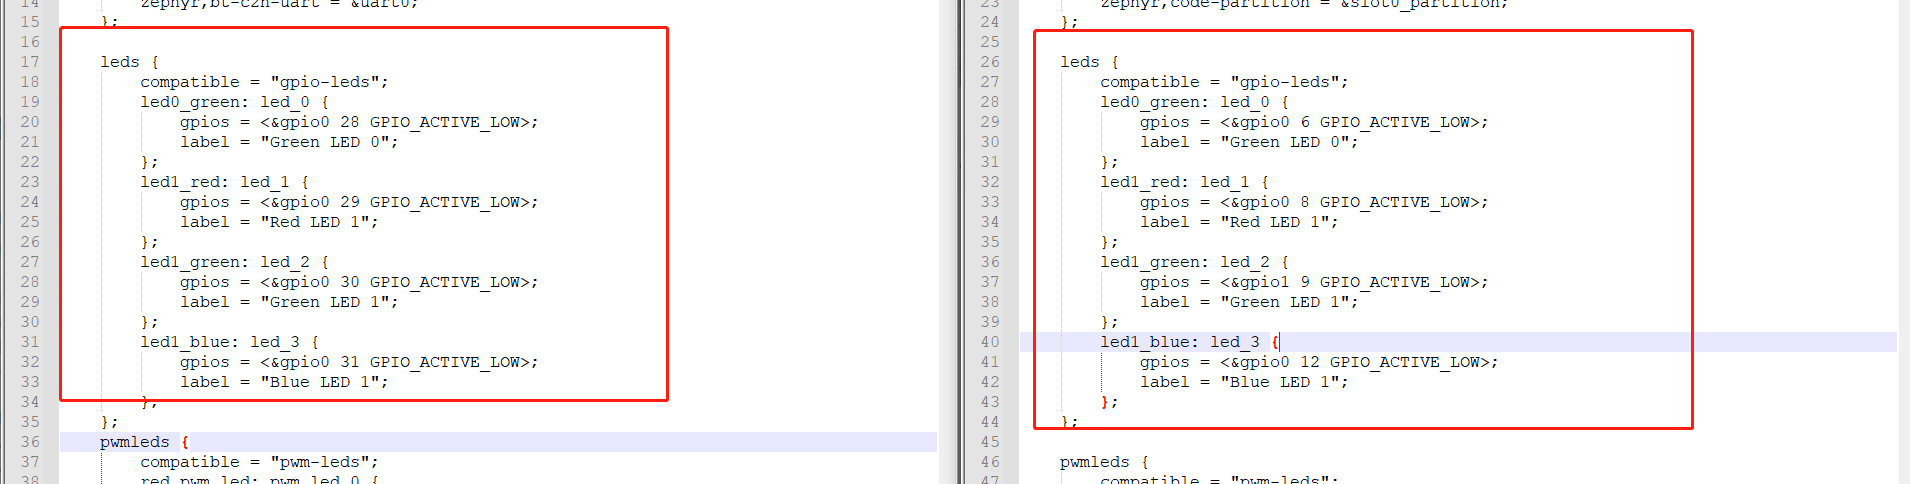 14 zephyr,bt-c2h-uart = &uart0;
15 };
16
17 leds {
18 compatible = "gpio-leds";
19 led0_green: led_0 {
20 gpios = <&gpio0 28 GPIO_ACTIVE_LOW>;
21 label = "Green LED 0";
22 };
23 led1_red: led_1 {
24 gpios = <&gpio0 29 GPIO_ACTIVE_LOW>;
25 label = "Red LED 1";
26 };
27 led1_green: led_2 {
28 gpios = <&gpio0 30 GPIO_ACTIVE_LOW>;
29 label = "Green LED 1";
30 };
31 led1_blue: led_3 {
32 gpios = <&gpio0 31 GPIO_ACTIVE_LOW>;
33 label = "Blue LED 1";
34 };
35 };
36 pwmleds {
37 compatible = "pwm-leds";
38 red_pwm_led: pwm_led_0 {
23 zephyr,code-partition = &slot0_partition;
24 };
25
26 leds {
27 compatible = "gpio-leds";
28 led0_green: led_0 {
29 gpios = <&gpio0 6 GPIO_ACTIVE_LOW>;
30 label = "Green LED 0";
31 };
32 led1_red: led_1 {
33 gpios = <&gpio0 8 GPIO_ACTIVE_LOW>;
34 label = "Red LED 1";
35 };
36 led1_green: led_2 {
37 gpios = <&gpio1 9 GPIO_ACTIVE_LOW>;
38 label = "Green LED 1";
39 };
40 led1_blue: led_3 {
41 gpios = <&gpio0 12 GPIO_ACTIVE_LOW>;
42 label = "Blue LED 1";
43 };
44 };
45
46 pwmleds {
47 compatible = "pwm-leds";